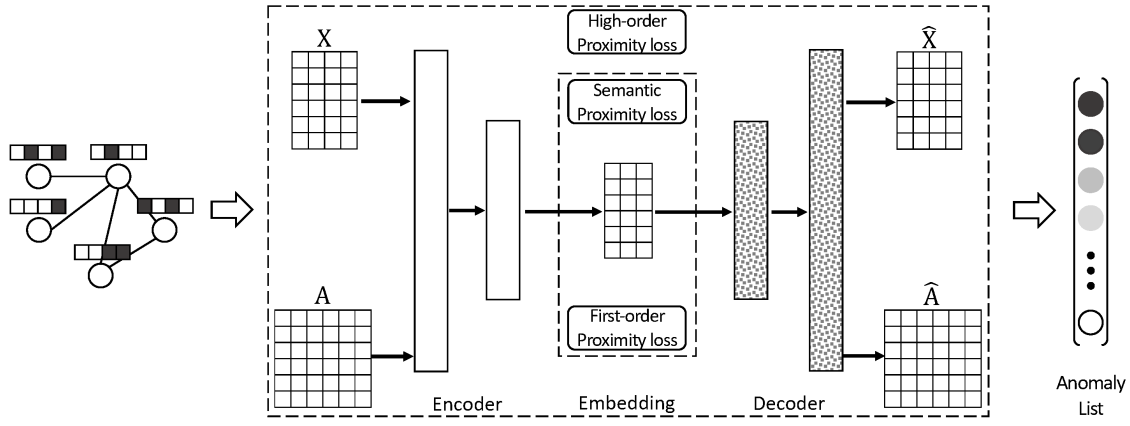 High-order
Proximity loss
X
X̂
Semantic
Proximity loss
A
Â
First-order
Proximity loss
Encoder
Embedding
Decoder
Anomaly
List